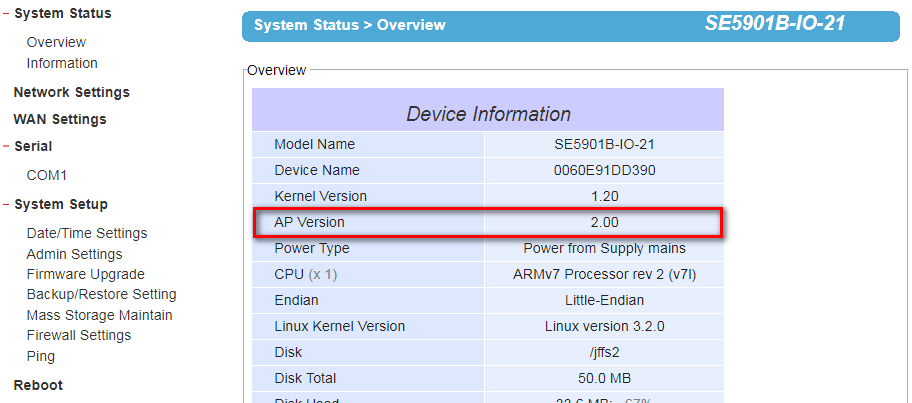 System Status
Overview
Information
Network Settings
WAN Settings
Serial
COM1
System Setup
Date/Time Settings
Admin Settings
Firmware Upgrade
Backup/Restore Setting
Mass Storage Maintain
Firewall Settings
Ping
Reboot
System Status > Overview SE5901B-IO-21
Overview
Device Information
Model Name SE5901B-IO-21
Device Name 0060E91DD390
Kernel Version 1.20
AP Version 2.00
Power Type Power from Supply mains
CPU (x 1) ARMv7 Processor rev 2 (v7l)
Endian Little-Endian
Linux Kernel Version Linux version 3.2.0
Disk /jffs2
Disk Total 50.0 MB
Disk Used